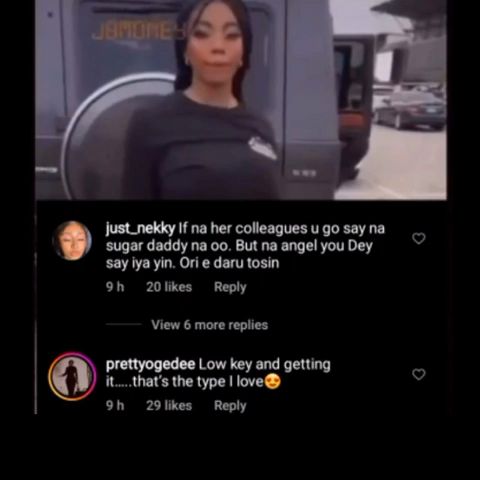 JAMONEY
just_nekky If na her colleagues u go say na
sugar daddy na oo. But na angel you Dey
say iya yin. Ori e daru tosin
9 h 20 likes Reply
View 6 more replies
prettyogedee Low key and getting
it.....that's the type I love😍
9 h 29 likes Reply